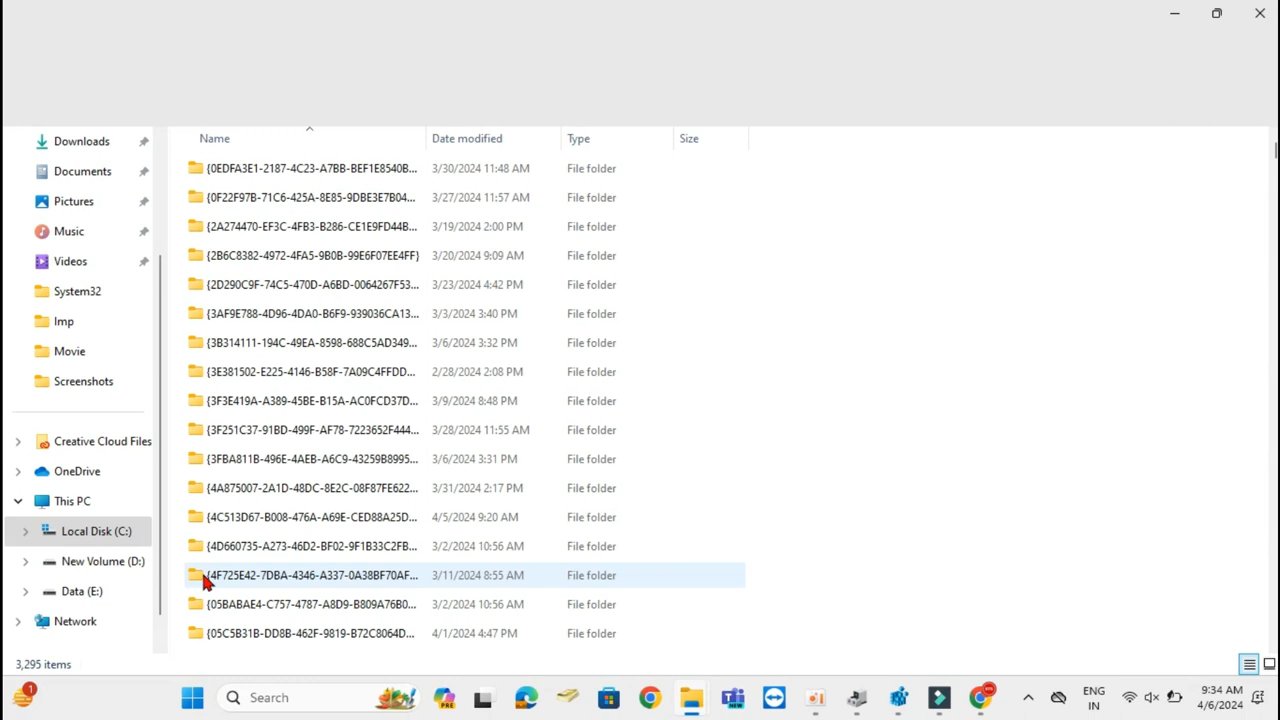 Name Date modified Type Size
Downloads
Documents
Pictures
Music
Videos
System32
Imp
Movie
Screenshots
Creative Cloud Files
OneDrive
This PC
Local Disk (C:)
New Volume (D:)
Data (E:)
Network
{0EDFA3E1-2187-4C23-A7BB-BEF1E8540B... 3/30/2024 11:48 AM File folder
{0F22F97B-71C6-425A-8E85-9DBE3E7B04... 3/27/2024 11:57 AM File folder
{2A274470-EF3C-4FB3-B286-CE1E9FD44B... 3/19/2024 2:00 PM File folder
{2B6C8382-4972-4FA5-9B0B-99E6F07EE4FF} 3/20/2024 9:09 AM File folder
{2D290C9F-74C5-470D-A6BD-0064267F53... 3/23/2024 4:42 PM File folder
{3AF9E788-4D96-4DA0-B6F9-939036CA13... 3/3/2024 3:40 PM File folder
{3B314111-194C-49EA-8598-688C5AD349... 3/6/2024 3:32 PM File folder
{3E381502-E225-4146-B58F-7A09C4FFDD... 2/28/2024 2:08 PM File folder
{3F3E419A-A389-45BE-B15A-AC0FCD37D... 3/9/2024 8:48 PM File folder
{3F251C37-91BD-499F-AF78-7223652F444... 3/28/2024 11:55 AM File folder
{3FBA811B-496E-4AEB-A6C9-43259B8995... 3/6/2024 3:31 PM File folder
{4A875007-2A1D-48DC-8E2C-08F87FE622... 3/31/2024 2:17 PM File folder
{4C513D67-B008-476A-A69E-CED88A25D... 4/5/2024 9:20 AM File folder
{4D660735-A273-46D2-BF02-9F1B33C2FB... 3/2/2024 10:56 AM File folder
{4F725E42-7DBA-4346-A337-0A38BF70AF... 3/11/2024 8:55 AM File folder
{05BABAE4-C757-4787-A8D9-B809A76B0... 3/2/2024 10:56 AM File folder
{05C5B31B-DD8B-462F-9819-B72C8064D... 4/1/2024 4:47 PM File folder
3,295 items
1
Search
PRE
NEW
ENG
IN
9:34 AM
4/6/2024